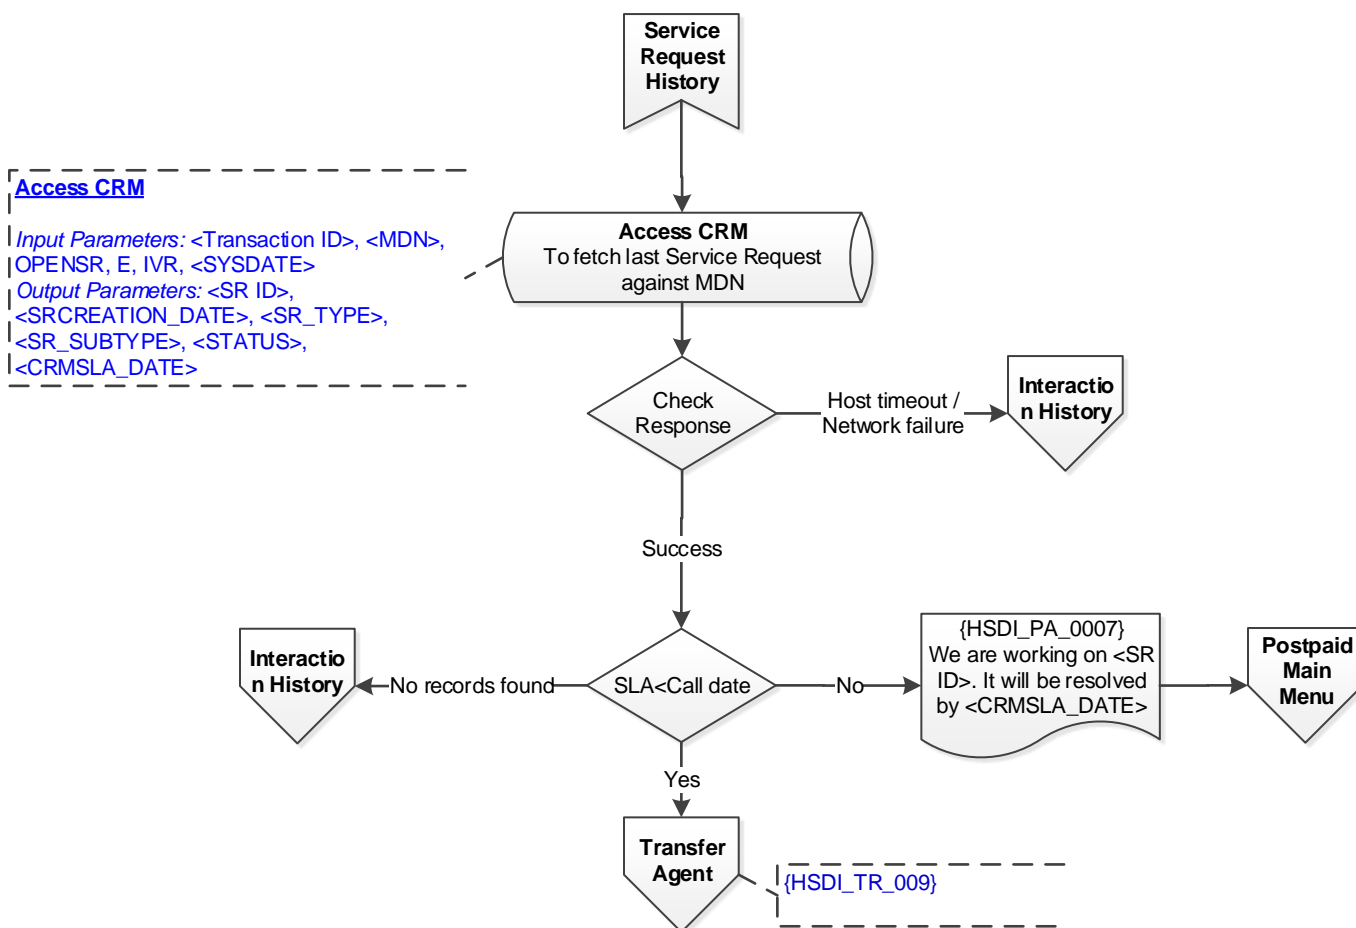 Service
Request
History
Access CRM
Input Parameters: <Transaction ID>, <MDN>,
OPENSR, E, IVR, <SYSDATE>
Output Parameters: <SR ID>,
<SRCREATION_DATE>, <SR_TYPE>,
<SR_SUBTYPE>, <STATUS>,
<CRMSLA_DATE>
Access CRM
To fetch last Service Request
against MDN
Check
Response
Host timeout /
Network failure
Interactio
n History
Success
Interactio
n History
No records found
SLA<Call date
No
{HSDI_PA_0007}
We are working on <SR
ID>. It will be resolved
by <CRMSLA_DATE>
Postpaid
Main
Menu
Yes
Transfer
Agent
{HSDI_TR_009}